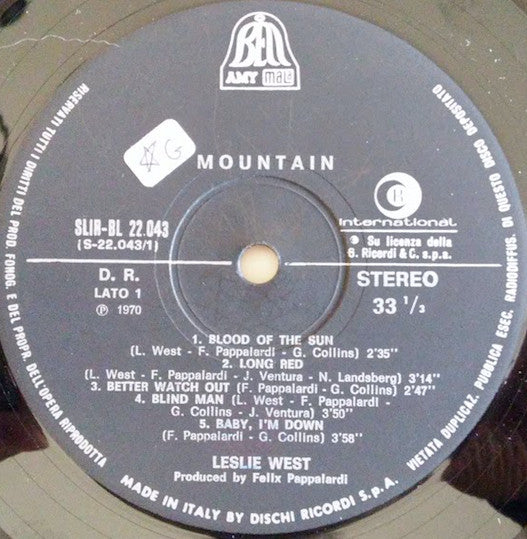 BELL
AMY mala
☆ G
MOUNTAIN
SLIR-BL 22.043
(S-22.043/1)
D. R.
LATO 1
℗ 1970
international
® Su licenza della
G. Ricordi & C. s.p.a.
STEREO
33 1/3
1. BLOOD OF THE SUN
(L. West - F. Pappalardi - G. Collins) 2'35"
2. LONG RED
(L. West - F. Pappalardi - J. Ventura - N. Landsberg) 3'14"
3. BETTER WATCH OUT (F. Pappalardi - G. Collins) 2'47"
4. BLIND MAN (L. West - F. Pappalardi -
G. Collins - J. Ventura) 3'50"
5. BABY, I'M DOWN
(F. Pappalardi - G. Collins) 3'58"
LESLIE WEST
Produced by Felix Pappalardi
RISERVATI TUTTI I DIRITTI DEL PROD. FONOG. E DEL PROPR. DELL'OPERA RIPRODOTTA
MADE IN ITALY BY DISCHI RICORDI S.p.A.
VIETATA DUPLICAZ. PUBBLICA ESEC. RADIODIFFUS. DI QUESTO DISCO DEPOSITATO